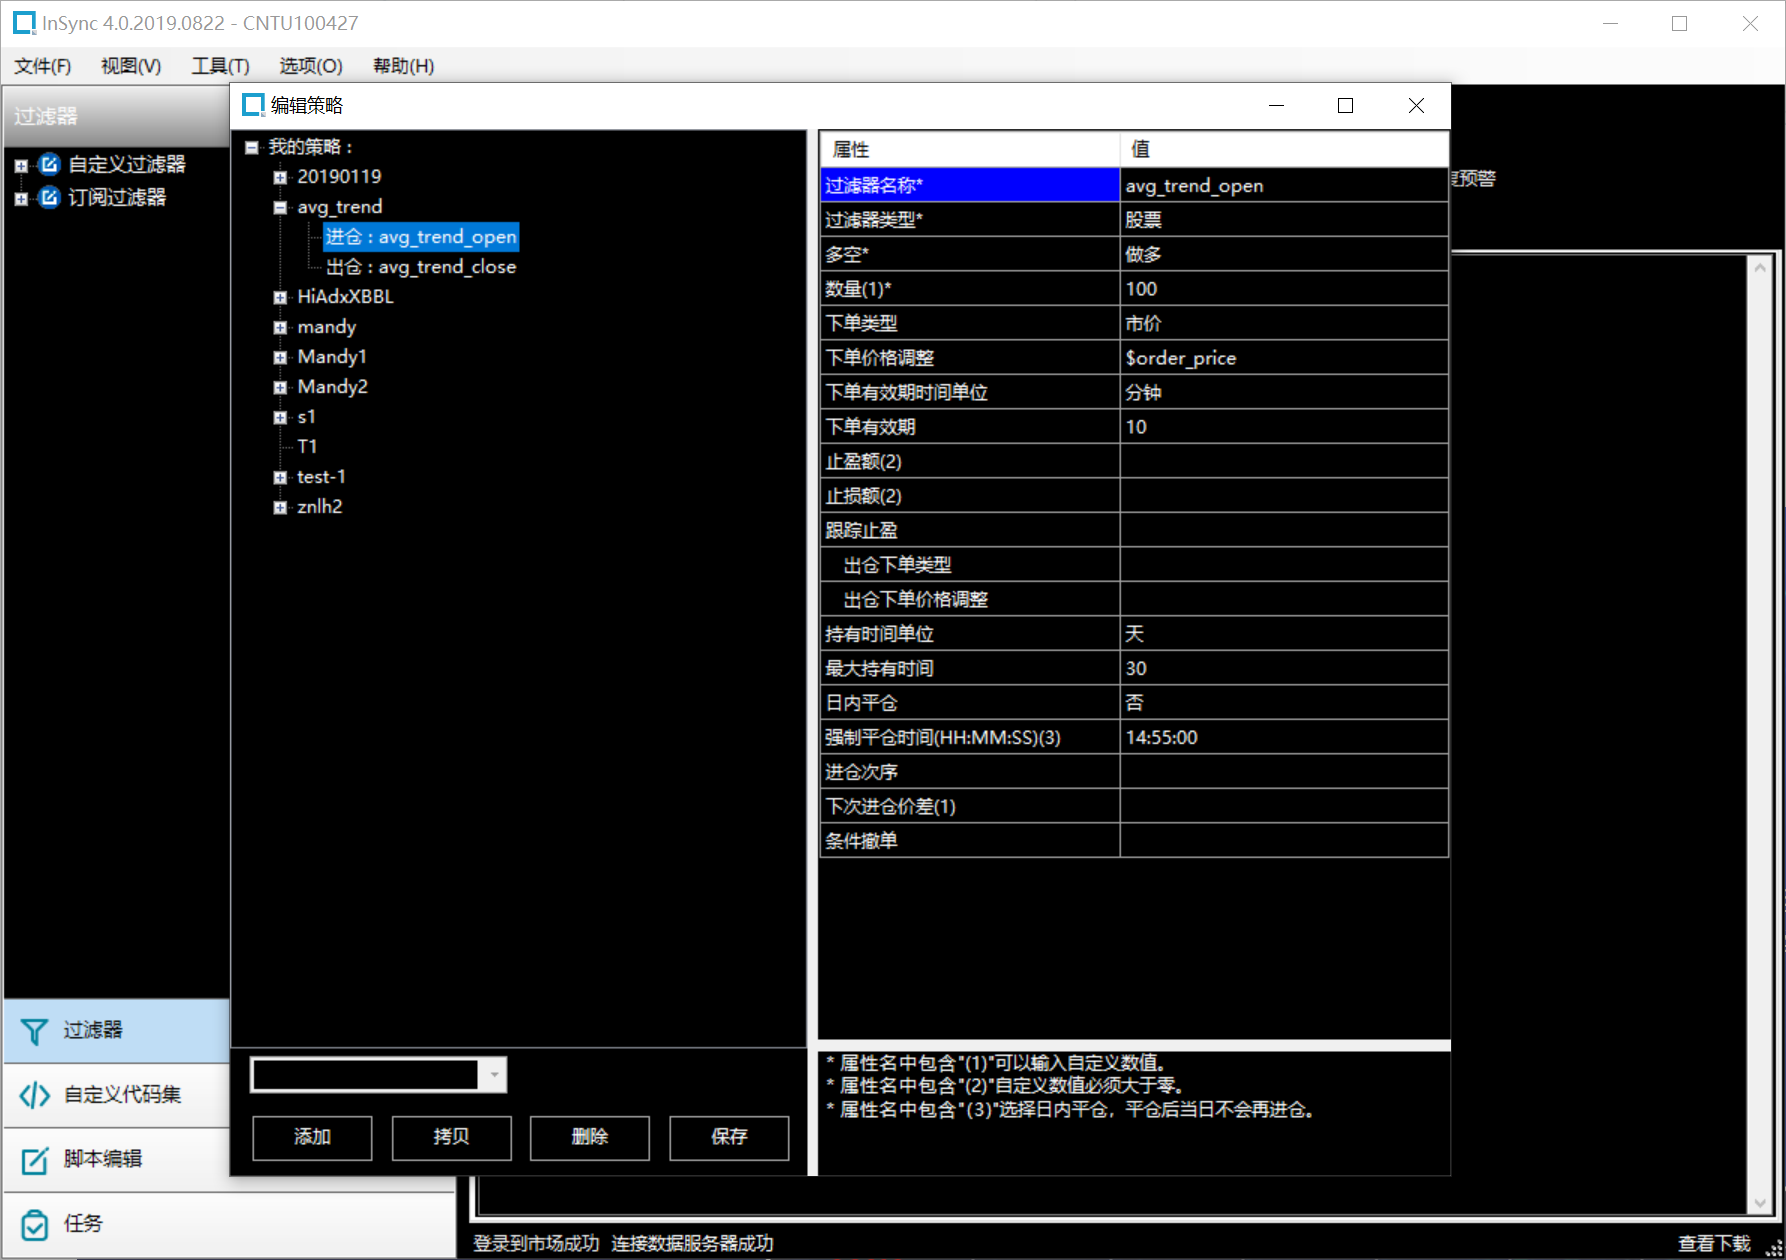 InSync 4.0.2019.0822 - CNTU100427
文件(F) 视图(V) 工具(T) 选项(O) 帮助(H)
过滤器
自定义过滤器
订阅过滤器
编辑策略
我的策略：
20190119
avg_trend
进仓：avg_trend_open
出仓：avg_trend_close
HiAdxXBBL
mandy
Mandy1
Mandy2
s1
T1
test-1
znlh2
属性 值
过滤器名称* avg_trend_open
过滤器类型* 股票
多空* 做多
数量(1)* 100
下单类型 市价
下单价格调整 $order_price
下单有效期时间单位 分钟
下单有效期 10
止盈额(2)
止损额(2)
跟踪止盈
出仓下单类型
出仓下单价格调整
持有时间单位 天
最大持有时间 30
日内平仓 否
强制平仓时间(HH:MM:SS)(3) 14:55:00
进仓次序
下次进仓价差(1)
条件撤单
* 属性名中包含"(1)"可以输入自定义数值。
* 属性名中包含"(2)"自定义数值必须大于零。
* 属性名中包含"(3)"选择日内平仓，平仓后当日不会再进仓。
添加 拷贝 删除 保存
预警
过滤器
自定义代码集
脚本编辑
任务
登录到市场成功 连接数据服务器成功
查看下载